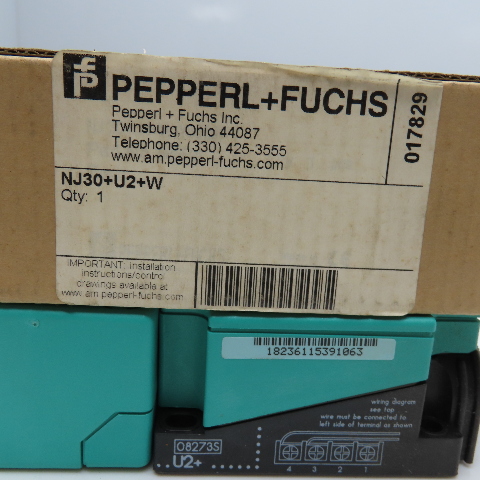 PEPPERL+FUCHS
Pepperl + Fuchs Inc.
Twinsburg, Ohio 44087
Telephone: (330) 425-3555
www.am.pepperl-fuchs.com
017829
NJ30+U2+W
Qty: 1
IMPORTANT: Installation
instructions/control
drawings available at
www.am.pepperl-fuchs.com
18236115391063
wiring diagram
see top
wire must be connected to
left side of terminal as shown
08273S
U2+
4 3 2 1